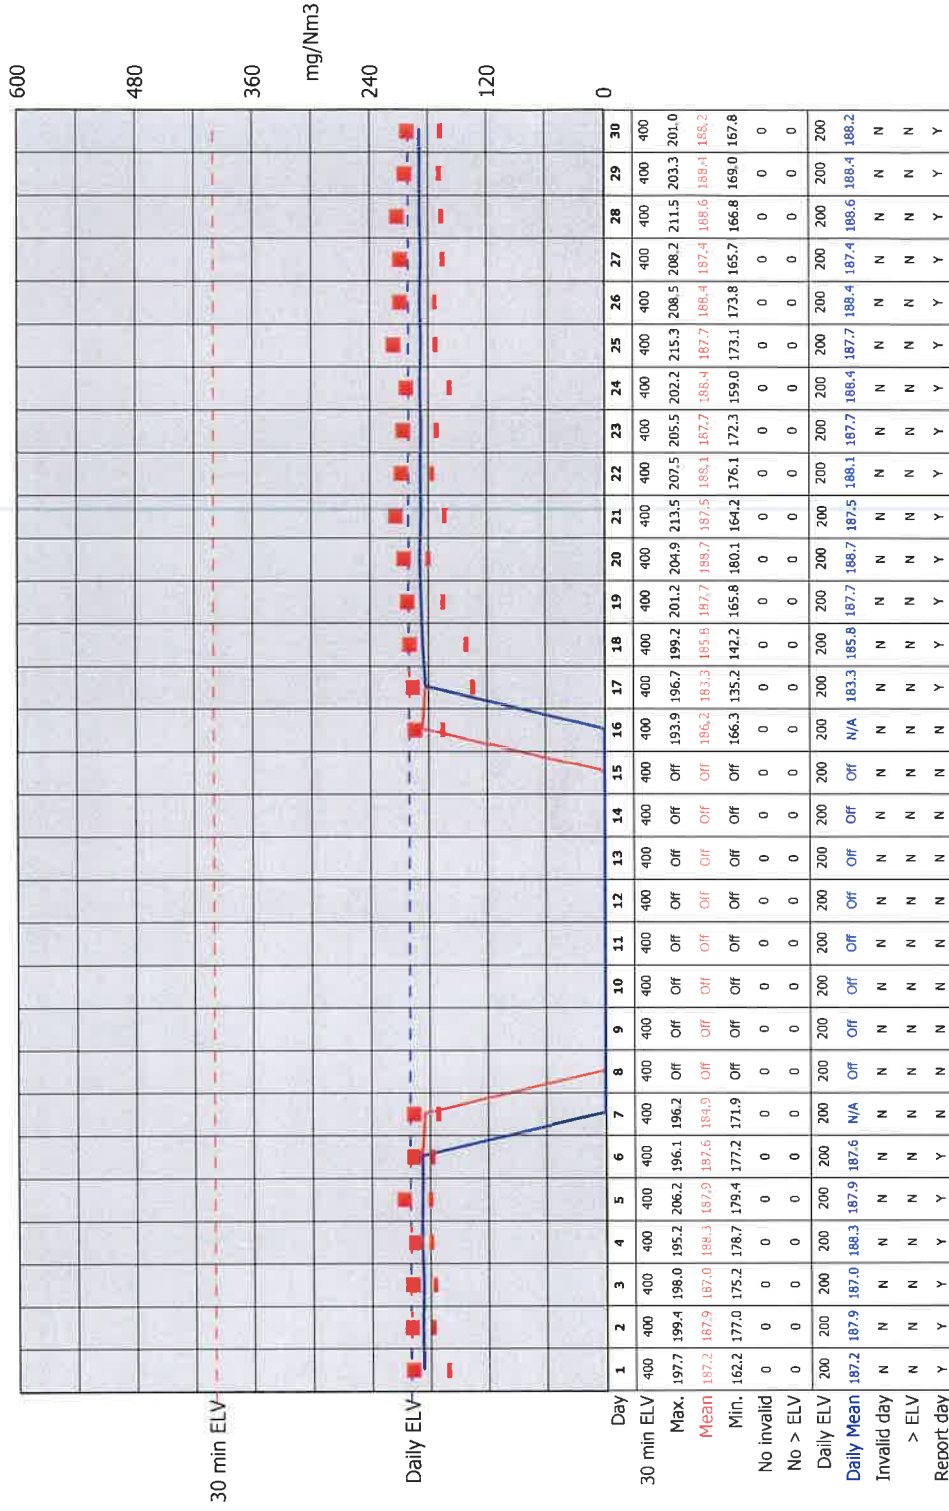 600
480
360
mg/Nm3
240
120
0
30 min ELV
Daily ELV
Day 1 2 3 4 5 6 7 8 9 10 11 12 13 14 15 16 17 18 19 20 21 22 23 24 25 26 27 28 29 30
30 min ELV 400 400 400 400 400 400 400 400 400 400 400 400 400 400 400 400 400 400 400 400 400 400 400 400 400 400 400 400 400 400
Max. 197.7 199.4 198.0 195.2 206.2 196.1 196.2 Off Off Off Off Off Off Off Off 193.9 196.7 199.2 201.2 204.9 213.5 207.5 205.5 202.2 215.3 208.5 208.2 211.5 203.3 201.0
Mean 187.2 187.9 187.0 188.3 187.9 187.6 184.9 Off Off Off Off Off Off Off Off 186.2 183.3 185.8 187.7 188.7 187.5 188.1 187.7 188.4 187.7 188.4 187.4 188.6 188.4 188.2
Min. 162.2 177.0 175.2 178.7 179.4 177.2 171.9 Off Off Off Off Off Off Off Off 166.3 135.2 142.2 165.8 180.1 164.2 176.1 172.3 159.0 173.1 173.8 165.7 166.8 169.0 167.8
No invalid 0 0 0 0 0 0 0 0 0 0 0 0 0 0 0 0 0 0 0 0 0 0 0 0 0 0 0 0 0 0
No > ELV 0 0 0 0 0 0 0 0 0 0 0 0 0 0 0 0 0 0 0 0 0 0 0 0 0 0 0 0 0 0
Daily ELV 200 200 200 200 200 200 200 200 200 200 200 200 200 200 200 200 200 200 200 200 200 200 200 200 200 200 200 200 200 200
Daily Mean 187.2 187.9 187.0 188.3 187.9 187.6 N/A Off Off Off Off Off Off Off Off N/A 183.3 185.8 187.7 188.7 187.5 188.1 187.7 188.4 187.7 188.4 187.4 188.6 188.4 188.2
Invalid day N N N N N N N N N N N N N N N N N N N N N N N N N N N N N N
> ELV N N N N N N N N N N N N N N N N N N N N N N N N N N N N N N
Report day Y Y Y Y Y Y N N N N N N N N N N Y Y Y Y Y Y Y Y Y Y Y Y Y Y